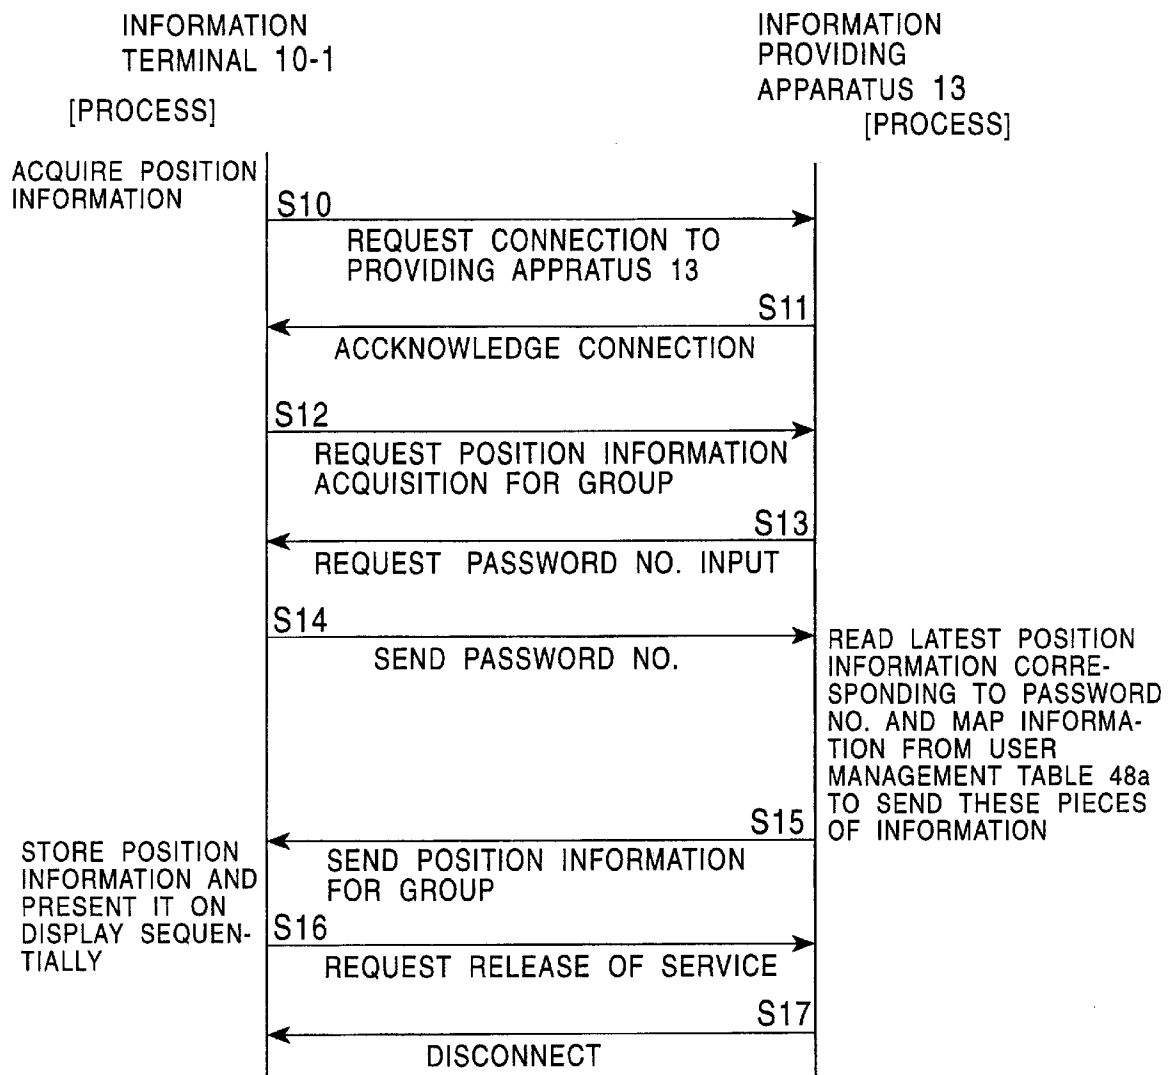 INFORMATION
TERMINAL 10-1
[PROCESS]
INFORMATION
PROVIDING
APPARATUS 13
[PROCESS]
ACQUIRE POSITION
INFORMATION
S10
REQUEST CONNECTION TO
PROVIDING APPRATUS 13
S11
ACCKNOWLEDGE CONNECTION
S12
REQUEST POSITION INFORMATION
ACQUISITION FOR GROUP
S13
REQUEST PASSWORD NO. INPUT
S14
SEND PASSWORD NO.
READ LATEST POSITION
INFORMATION CORRE-
SPONDING TO PASSWORD
NO. AND MAP INFORMA-
TION FROM USER
MANAGEMENT TABLE 48a
TO SEND THESE PIECES
OF INFORMATION
S15
SEND POSITION INFORMATION
FOR GROUP
STORE POSITION
INFORMATION AND
PRESENT IT ON
DISPLAY SEQUEN-
TIALLY
S16
REQUEST RELEASE OF SERVICE
S17
DISCONNECT